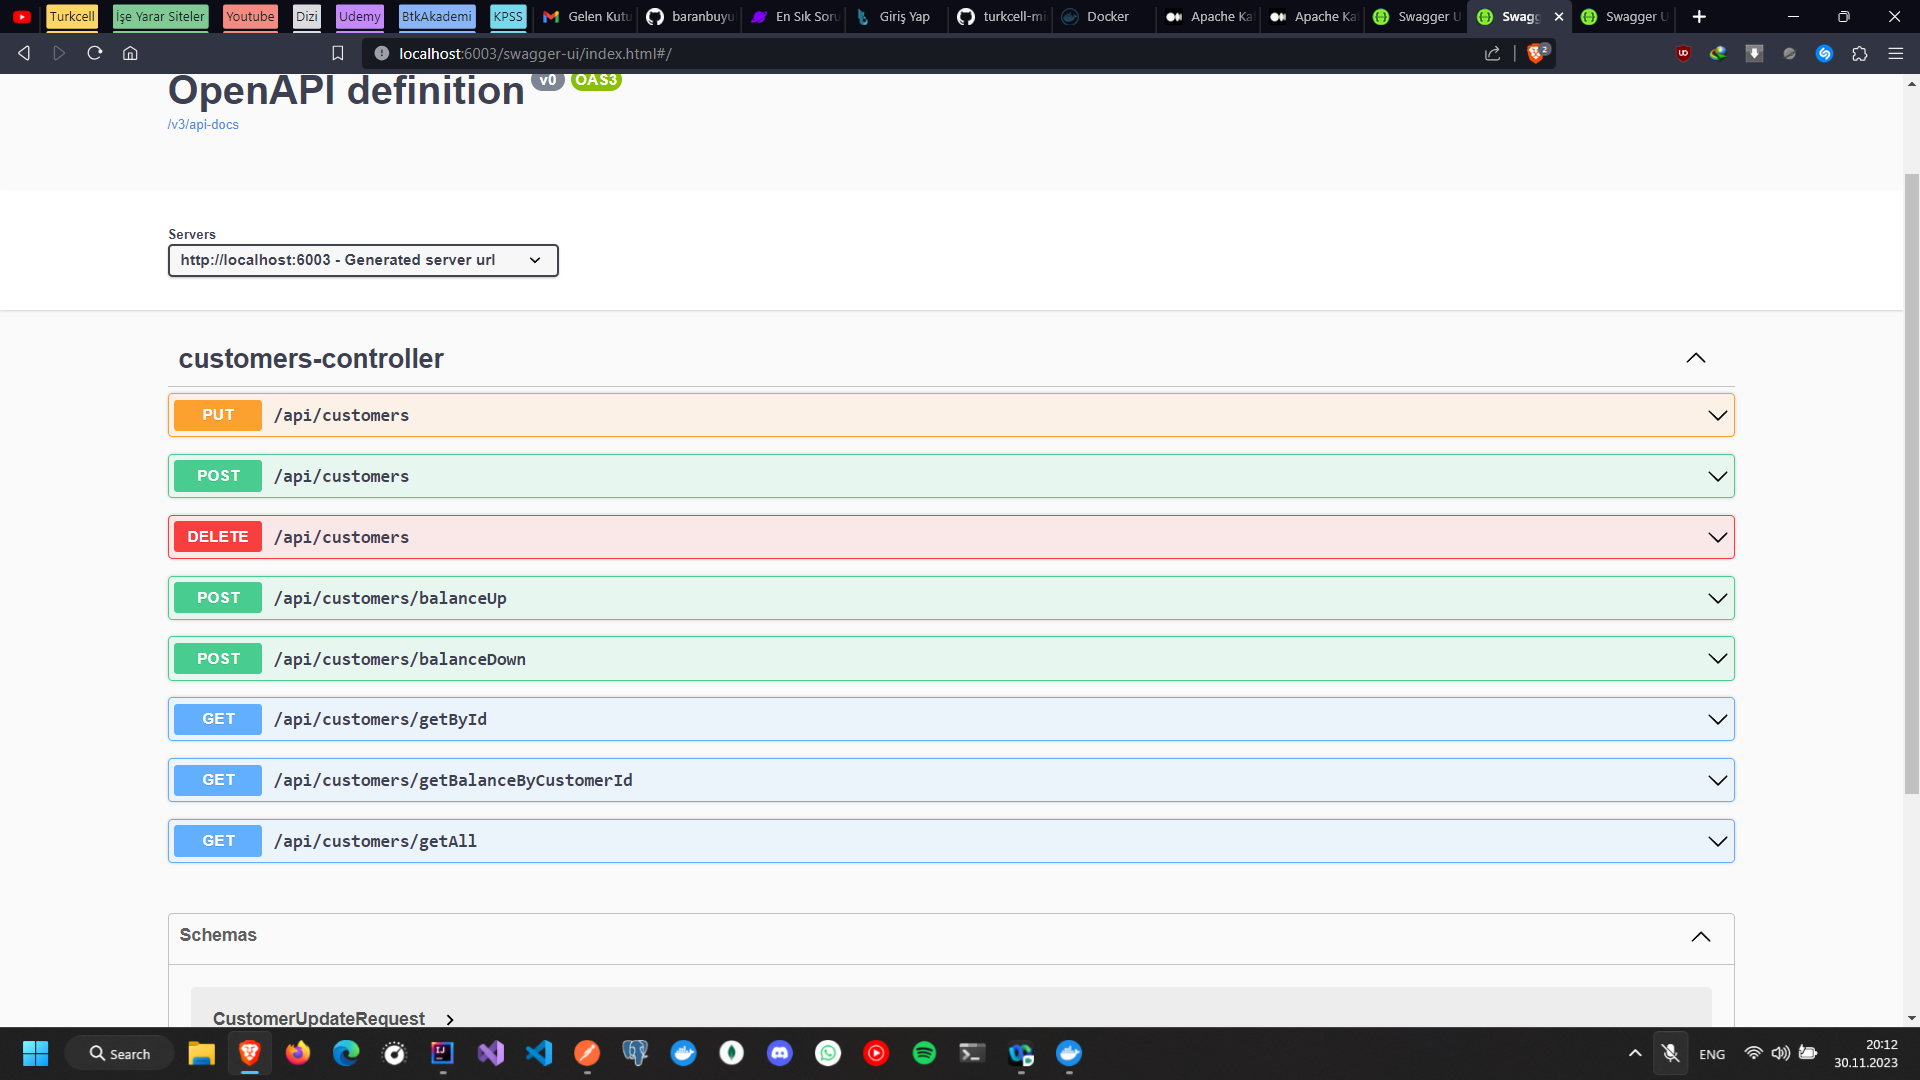 Turkcell
İşe Yarar Siteler
Youtube
Dizi
Udemy
BtkAkademi
KPSS
Gelen Kutu
baranbuyu
En Sık Soru
Giriş Yap
turkcell-mi
Docker
Apache Kaf
Apache Kaf
Swagger U
Swagg
Swagger U
localhost:6003/swagger-ui/index.html#/
2
OpenAPI definition
v0
OAS3
/v3/api-docs
Servers
http://localhost:6003 - Generated server url
customers-controller
PUT /api/customers
POST /api/customers
DELETE /api/customers
POST /api/customers/balanceUp
POST /api/customers/balanceDown
GET /api/customers/getById
GET /api/customers/getBalanceByCustomerId
GET /api/customers/getAll
Schemas
CustomerUpdateRequest
Search
ENG
20:12
30.11.2023